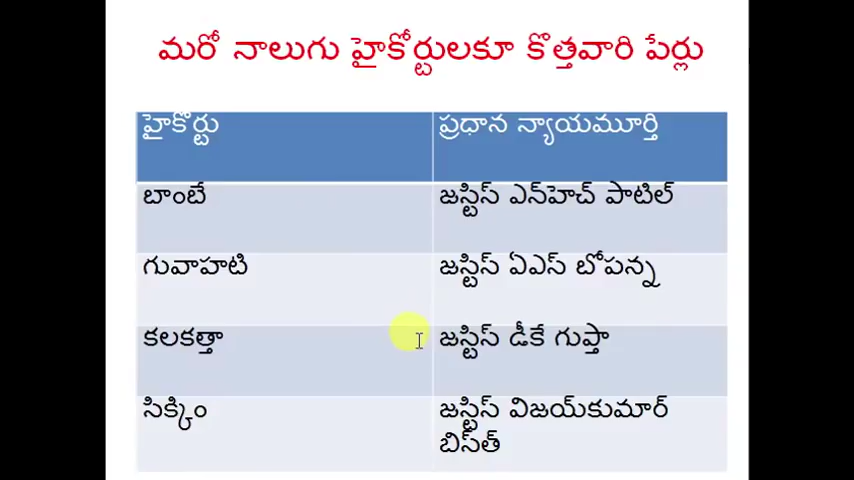 మరో నాలుగు హైకోర్టులకూ కొత్తవారి పేర్లు
హైకోర్టు ప్రధాన న్యాయమూర్తి
బాంబే జస్టిస్ ఎన్‌హెచ్ పాటిల్
గువాహటి జస్టిస్ ఏఎస్ బోపన్న
కలకత్తా జస్టిస్ డీకే గుప్తా
సిక్కిం జస్టిస్ విజయ్‌కుమార్
బిస్త్